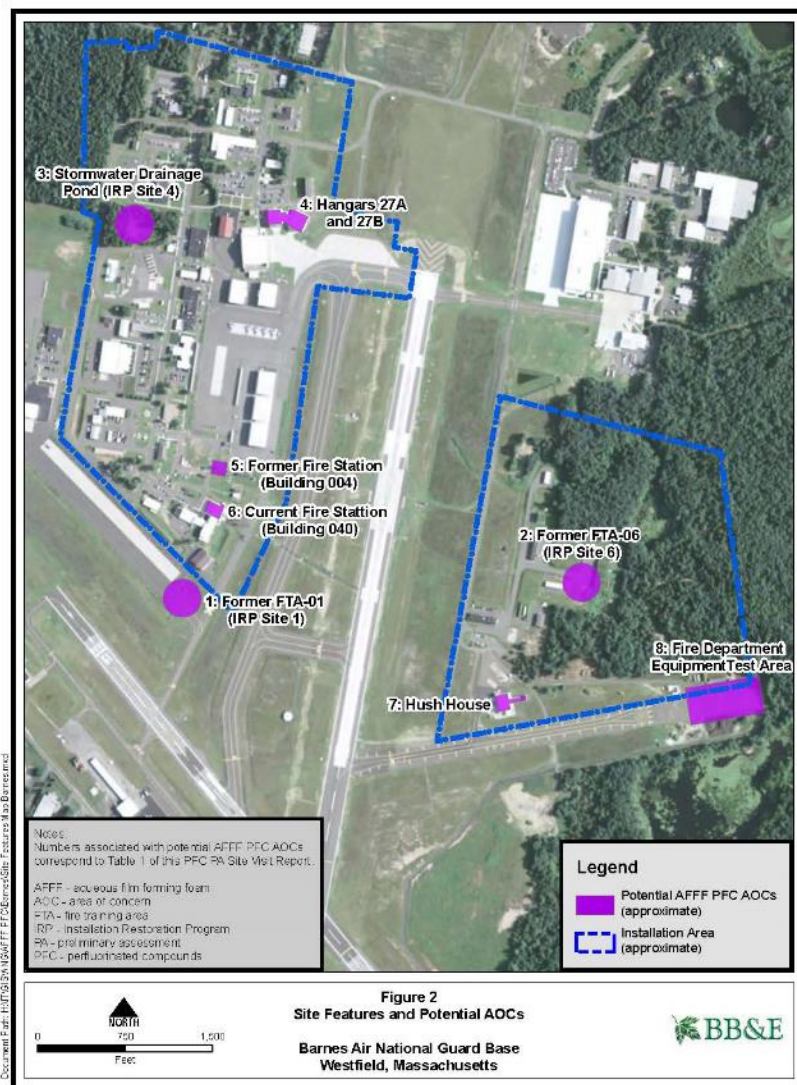 3: Stormwater Drainage
Pond (IRP Site 4)
4: Hangars 27A
and 27B
5: Former Fire Station
(Building 004)
6: Current Fire Stattion
(Building 040)
2: Former FTA-06
(IRP Site 6)
1: Former FTA-01
(IRP Site 1)
8: Fire Department
EquipmentTest Area
7: Hush House
Notes:
Numbers associated with potential AFFF PFC AOCs
correspond to Table 1 of this PFC PA Site Visit Report.
AFFF - aqueous film forming foam
AOC - area of concern
FTA - fire training area
IRP - Installation Restoration Program
PA - preliminary assessment
PFC - perfluorinated compounds
Legend
Potential AFFF PFC AOCs
(approximate)
Installation Area
(approximate)
NORTH
0 750 1,500
Feet
Figure 2
Site Features and Potential AOCs
Barnes Air National Guard Base
Westfield, Massachusetts
BB&E
Document Path: